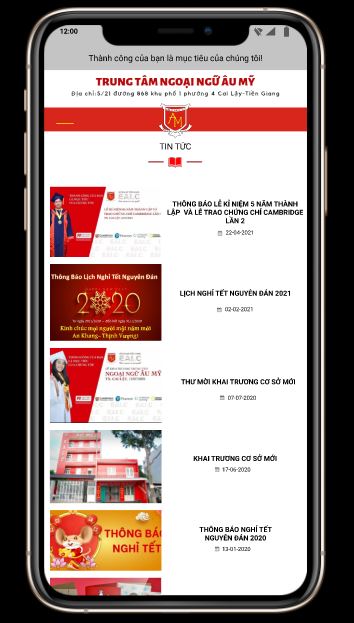 12:00
Thành công của bạn là mục tiêu của chúng tôi!
TRUNG TÂM NGOẠI NGỮ ÂU MỸ
Địa chỉ:5/21 đường 868 khu phố 1 phường 4 Cai Lậy-Tiền Giang
AM
TIN TỨC
EALC
THÔNG BÁO LỄ KỈ NIỆM 5 NĂM THÀNH
LẬP VÀ LỄ TRAO CHỨNG CHỈ CAMBRIDGE
LẦN 2
22-04-2021
Thông Báo Lịch Nghỉ Tết Nguyên Đán
2020
Kính chúc mọi người một năm mới
An Khang - Thịnh Vượng!
LỊCH NGHỈ TẾT NGUYÊN ĐÁN 2021
02-02-2021
NGOẠI NGỮ ÂU MỸ
THƯ MỜI KHAI TRƯƠNG CƠ SỞ MỚI
07-07-2020
KHAI TRƯƠNG CƠ SỞ MỚI
17-06-2020
THÔNG BÁO
NGHỈ TẾT
THÔNG BÁO NGHỈ TẾT
NGUYÊN ĐÁN 2020
13-01-2020